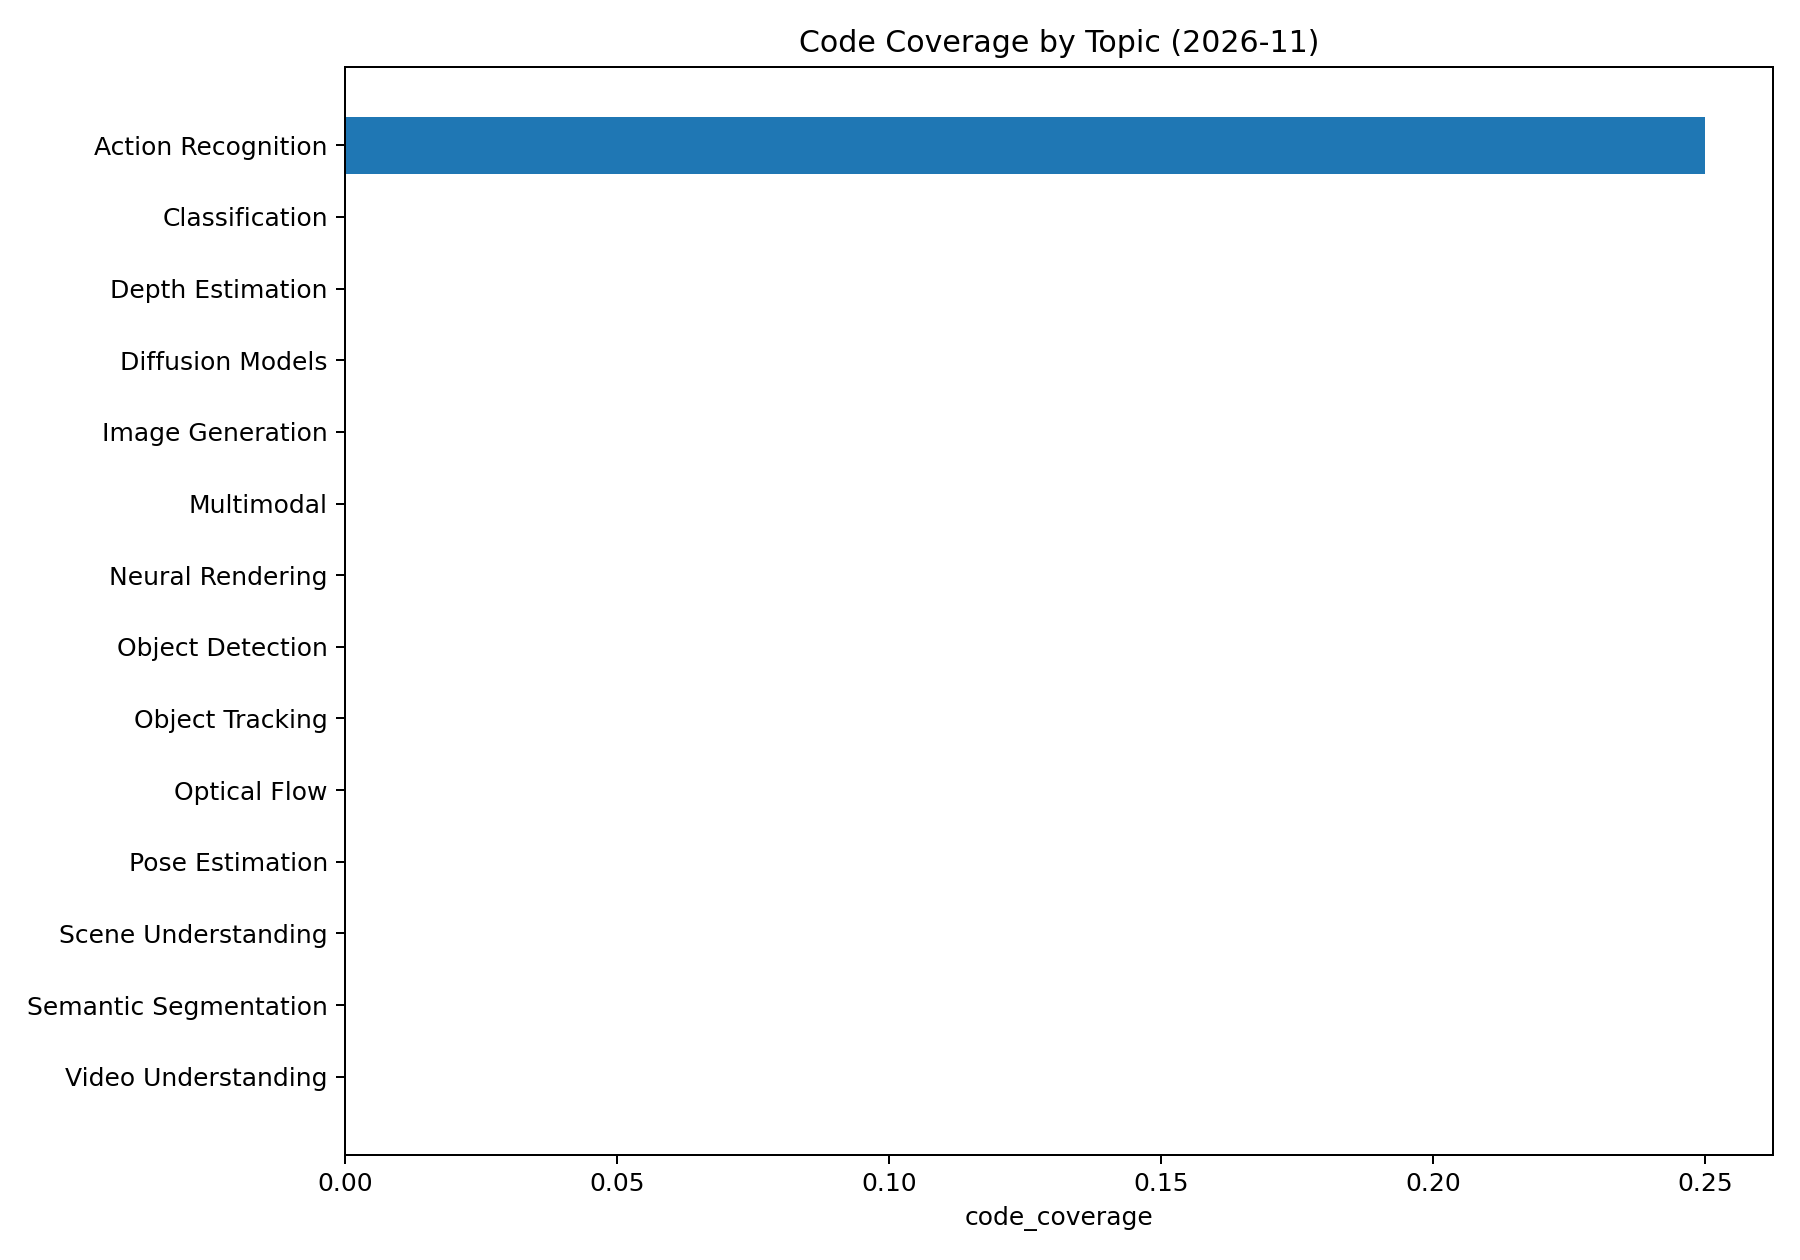 Code Coverage by Topic (2026-11)
Action Recognition
Classification
Depth Estimation
Diffusion Models
Image Generation
Multimodal
Neural Rendering
Object Detection
Object Tracking
Optical Flow
Pose Estimation
Scene Understanding
Semantic Segmentation
Video Understanding
0.00 0.05 0.10 0.15 0.20 0.25
code_coverage